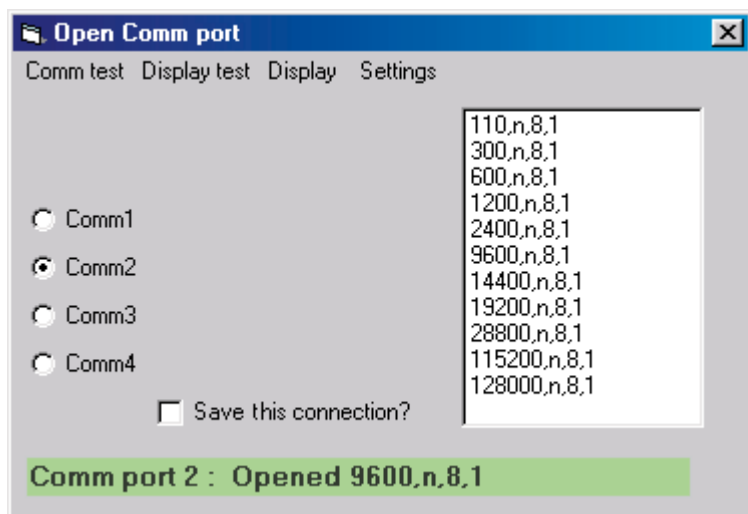 Open Comm port
Comm test Display test Display Settings
110,n,8,1
300,n,8,1
600,n,8,1
1200,n,8,1
2400,n,8,1
9600,n,8,1
14400,n,8,1
19200,n,8,1
28800,n,8,1
115200,n,8,1
128000,n,8,1
Comm1
Comm2
Comm3
Comm4
Save this connection?
Comm port 2 : Opened 9600,n,8,1